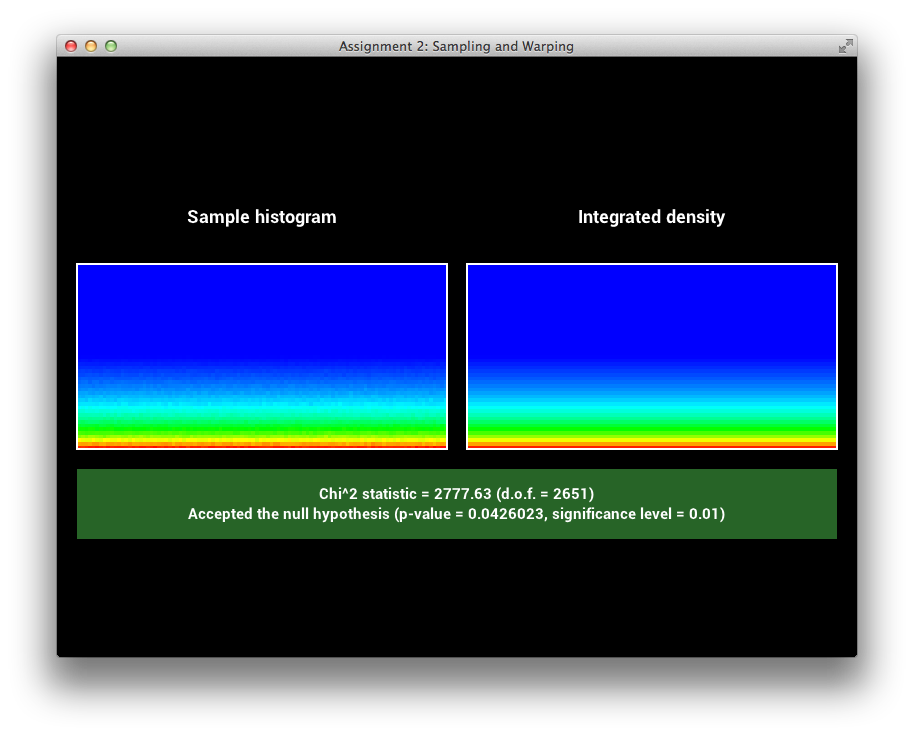 Assignment 2: Sampling and Warping
Sample histogram
Integrated density
Chi^2 statistic = 2777.63 (d.o.f. = 2651)
Accepted the null hypothesis (p-value = 0.0426023, significance level = 0.01)